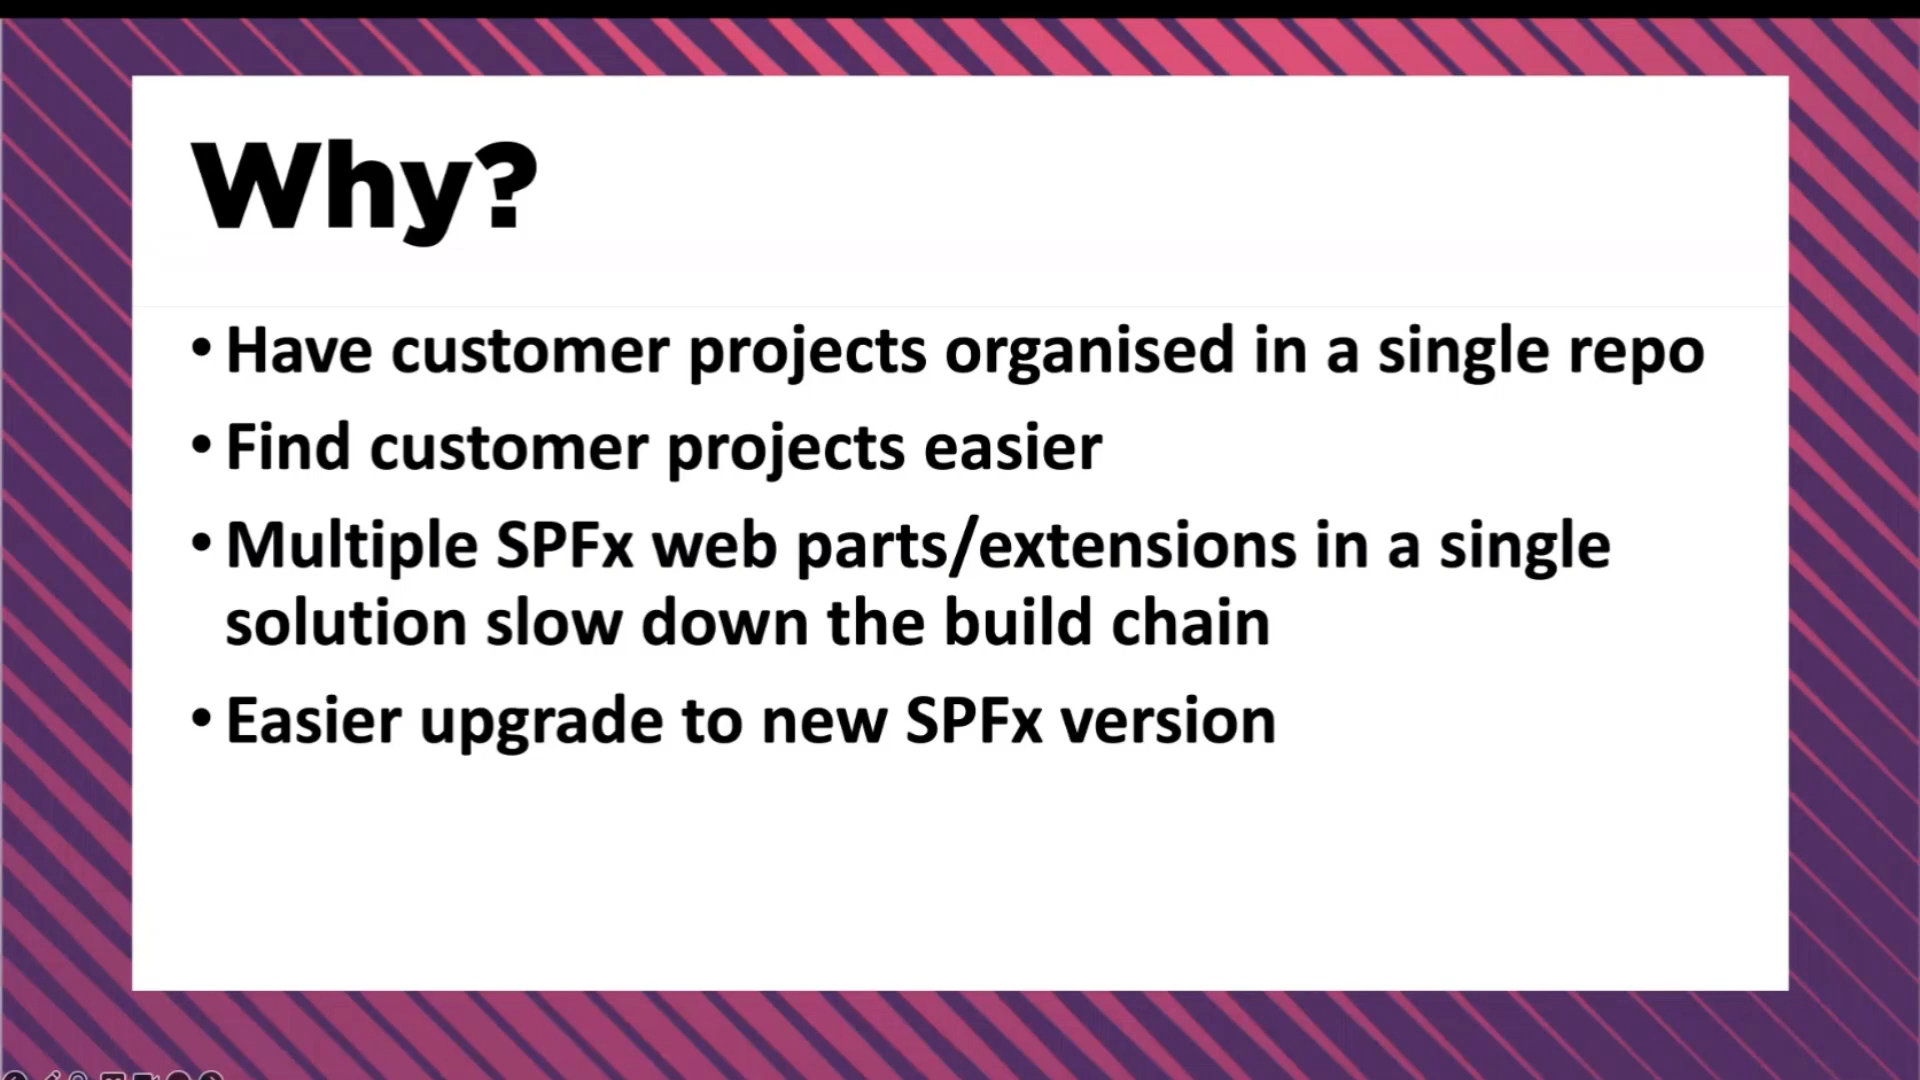 Why?
• Have customer projects organised in a single repo
• Find customer projects easier
• Multiple SPFx web parts/extensions in a single
solution slow down the build chain
• Easier upgrade to new SPFx version